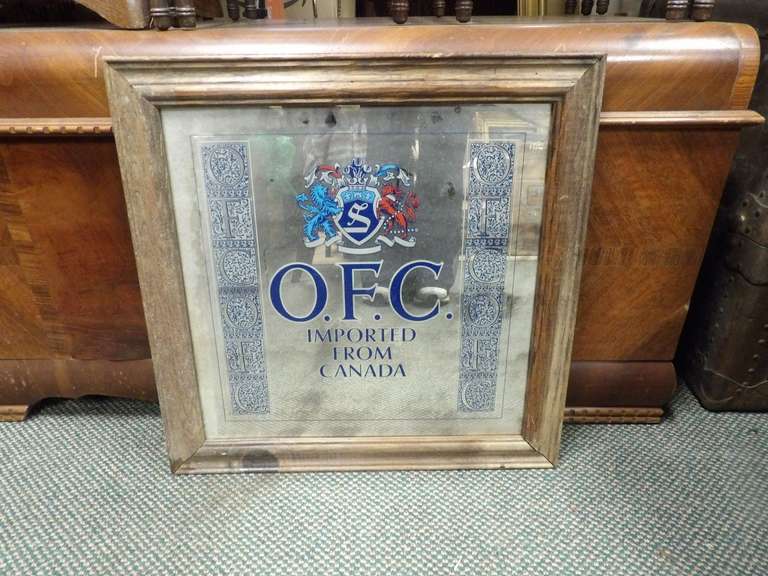 S
O.F.C.
IMPORTED
FROM
CANADA